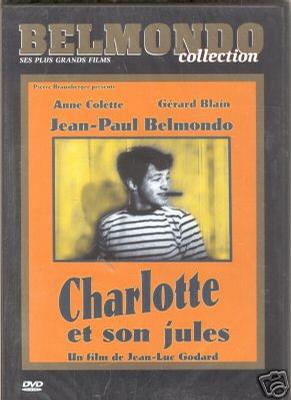 BELMONDO
SES PLUS GRANDS FILMS
collection
Pierre Braunberger présente
Anne Colette Gérard Blain
Jean-Paul Belmondo
Charlotte
et son jules
Un film de Jean-Luc Godard
DVD